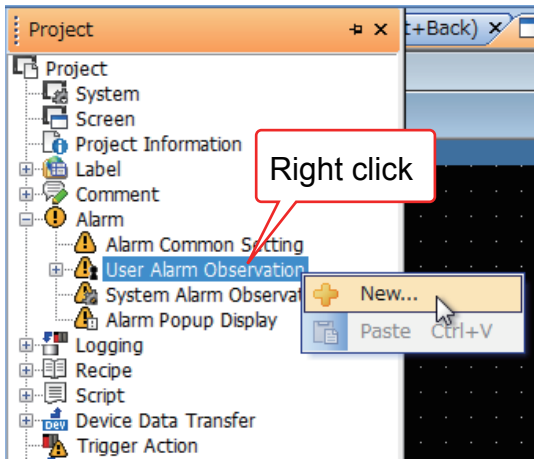 Project
t+Back)
Project
System
Screen
Project Information
Label
Right click
Comment
Alarm
Alarm Common Setting
User Alarm Observation
System Alarm Observat
New...
Alarm Popup Display
Paste Ctrl+V
Logging
Recipe
Script
Dev
Device Data Transfer
Trigger Action